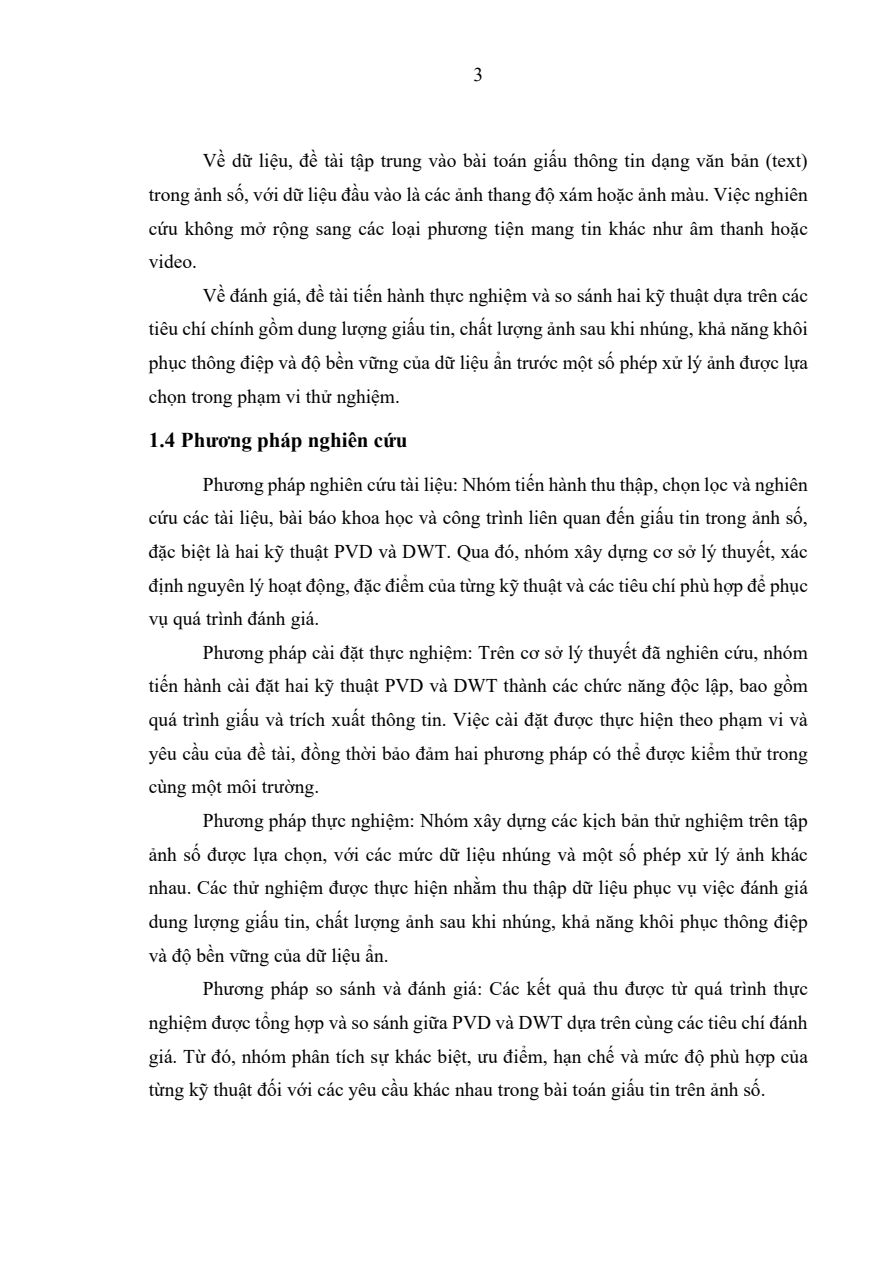 3
Về dữ liệu, đề tài tập trung vào bài toán giấu thông tin dạng văn bản (text)
trong ảnh số, với dữ liệu đầu vào là các ảnh thang độ xám hoặc ảnh màu. Việc nghiên
cứu không mở rộng sang các loại phương tiện mang tin khác như âm thanh hoặc
video.
Về đánh giá, đề tài tiến hành thực nghiệm và so sánh hai kỹ thuật dựa trên các
tiêu chí chính gồm dung lượng giấu tin, chất lượng ảnh sau khi nhúng, khả năng khôi
phục thông điệp và độ bền vững của dữ liệu ẩn trước một số phép xử lý ảnh được lựa
chọn trong phạm vi thử nghiệm.
1.4 Phương pháp nghiên cứu
Phương pháp nghiên cứu tài liệu: Nhóm tiến hành thu thập, chọn lọc và nghiên
cứu các tài liệu, bài báo khoa học và công trình liên quan đến giấu tin trong ảnh số,
đặc biệt là hai kỹ thuật PVD và DWT. Qua đó, nhóm xây dựng cơ sở lý thuyết, xác
định nguyên lý hoạt động, đặc điểm của từng kỹ thuật và các tiêu chí phù hợp để phục
vụ quá trình đánh giá.
Phương pháp cài đặt thực nghiệm: Trên cơ sở lý thuyết đã nghiên cứu, nhóm
tiến hành cài đặt hai kỹ thuật PVD và DWT thành các chức năng độc lập, bao gồm
quá trình giấu và trích xuất thông tin. Việc cài đặt được thực hiện theo phạm vi và
yêu cầu của đề tài, đồng thời bảo đảm hai phương pháp có thể được kiểm thử trong
cùng một môi trường.
Phương pháp thực nghiệm: Nhóm xây dựng các kịch bản thử nghiệm trên tập
ảnh số được lựa chọn, với các mức dữ liệu nhúng và một số phép xử lý ảnh khác
nhau. Các thử nghiệm được thực hiện nhằm thu thập dữ liệu phục vụ việc đánh giá
dung lượng giấu tin, chất lượng ảnh sau khi nhúng, khả năng khôi phục thông điệp
và độ bền vững của dữ liệu ẩn.
Phương pháp so sánh và đánh giá: Các kết quả thu được từ quá trình thực
nghiệm được tổng hợp và so sánh giữa PVD và DWT dựa trên cùng các tiêu chí đánh
giá. Từ đó, nhóm phân tích sự khác biệt, ưu điểm, hạn chế và mức độ phù hợp của
từng kỹ thuật đối với các yêu cầu khác nhau trong bài toán giấu tin trên ảnh số.